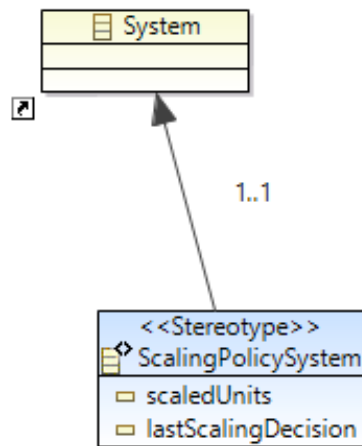 System
1..1
<<Stereotype>>
ScalingPolicySystem
scaledUnits
lastScalingDecision